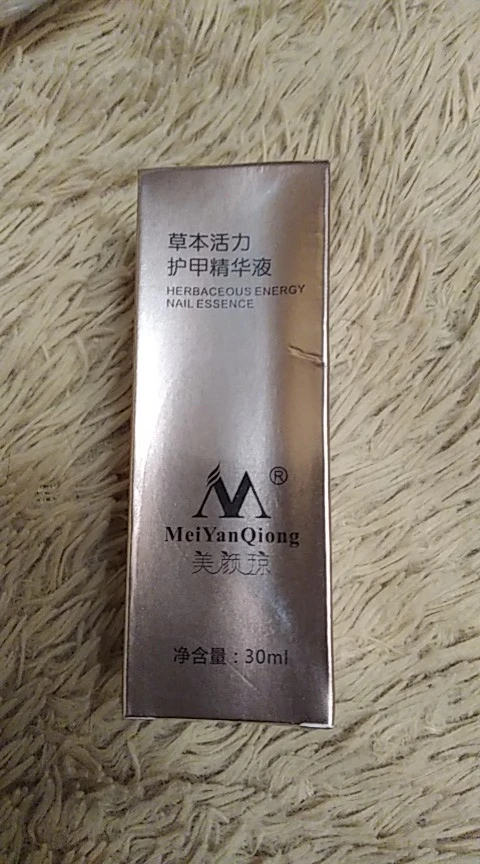 草本活力
护甲精华液
HERBACEOUS ENERGY
NAIL ESSENCE
®
MeiYanQiong
美颜琼
净含量：30ml